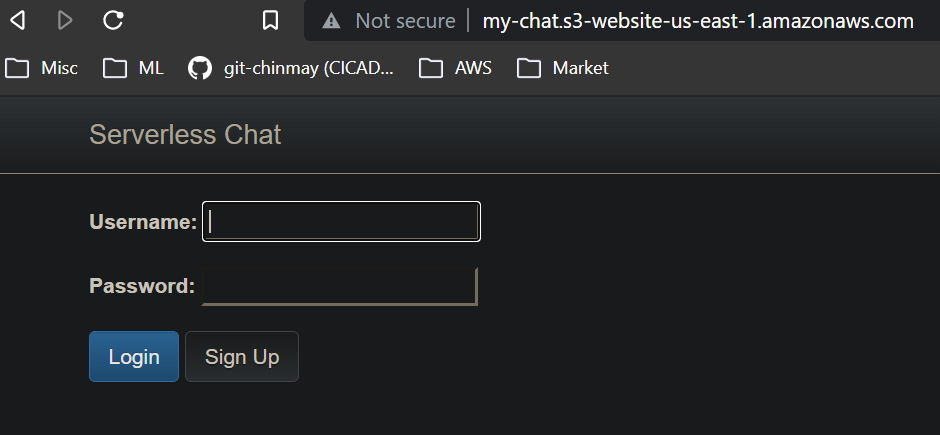 Not secure my-chat.s3-website-us-east-1.amazonaws.com
Misc ML git-chinmay (CICAD... AWS Market
Serverless Chat
Username:
Password:
Login Sign Up